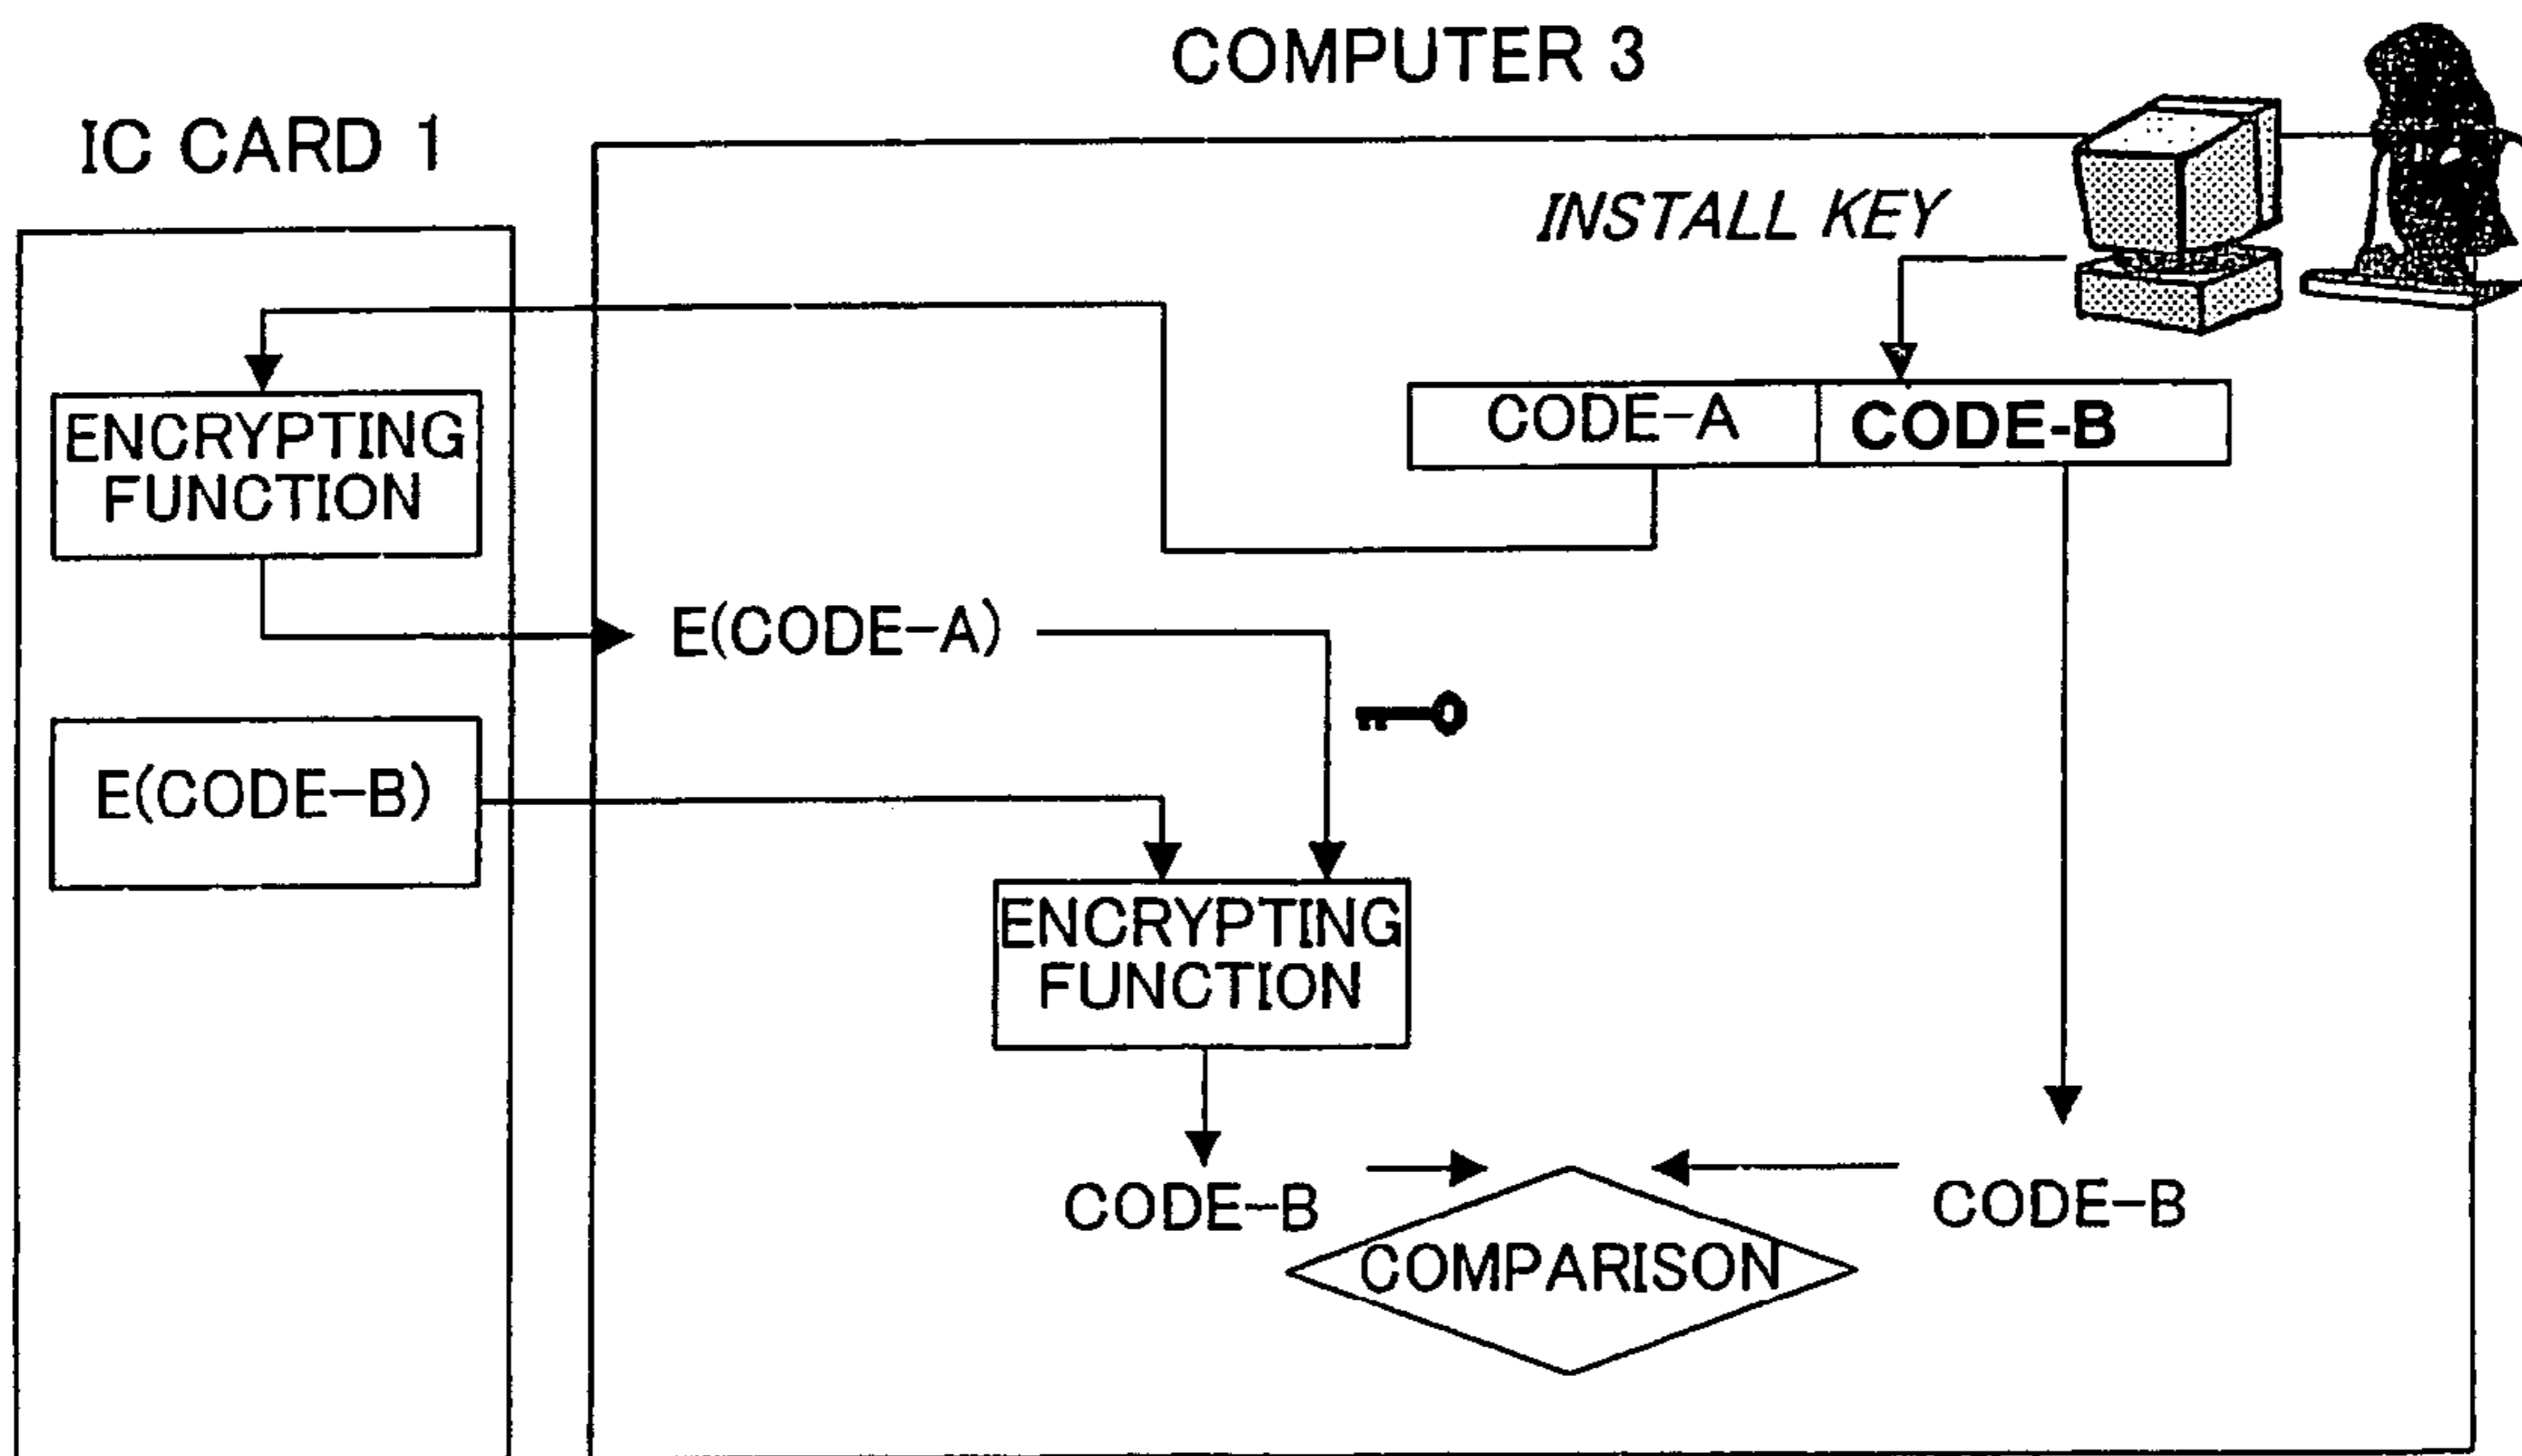 COMPUTER 3
IC CARD 1
INSTALL KEY
CODE-A
CODE-B
ENCRYPTING
FUNCTION
E(CODE-A)
E(CODE-B)
ENCRYPTING
FUNCTION
CODE-B
CODE-B
COMPARISON